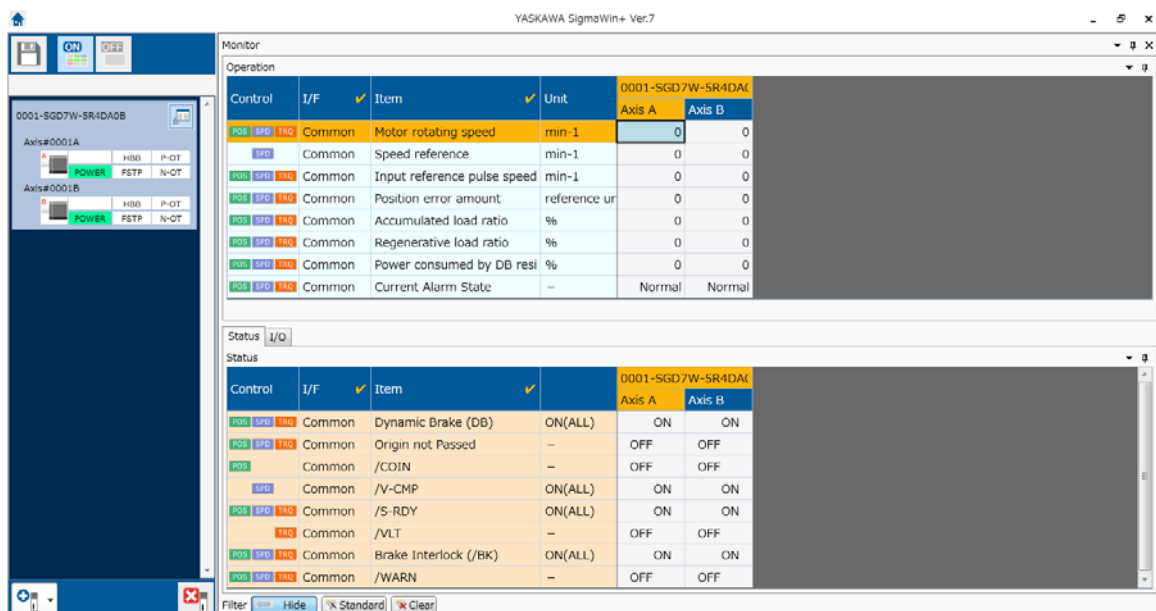 YASKAWA SigmaWin+ Ver.7
ON OFF
Monitor
Operation
0001-SGD7W-5R4DA0B
Axis#0001A
A HBB P-OT
POWER FSTP N-OT
Axis#0001B
B HBB P-OT
POWER FSTP N-OT
Control I/F Item Unit 0001-SGD7W-5R4DA(
Axis A Axis B
POS SPD TRQ Common Motor rotating speed min-1 0 0
SPD Common Speed reference min-1 0 0
POS SPD TRQ Common Input reference pulse speed min-1 0 0
POS SPD TRQ Common Position error amount reference ur 0 0
POS SPD TRQ Common Accumulated load ratio % 0 0
POS SPD TRQ Common Regenerative load ratio % 0 0
POS SPD TRQ Common Power consumed by DB resi % 0 0
POS SPD TRQ Common Current Alarm State – Normal Normal
Status I/O
Status
Control I/F Item 0001-SGD7W-5R4DA(
Axis A Axis B
POS SPD TRQ Common Dynamic Brake (DB) ON(ALL) ON ON
POS SPD TRQ Common Origin not Passed – OFF OFF
POS Common /COIN – OFF OFF
SPD Common /V-CMP ON(ALL) ON ON
POS SPD TRQ Common /S-RDY ON(ALL) ON ON
TRQ Common /VLT – OFF OFF
POS SPD TRQ Common Brake Interlock (/BK) ON(ALL) ON ON
POS SPD TRQ Common /WARN – OFF OFF
Filter Hide Standard Clear